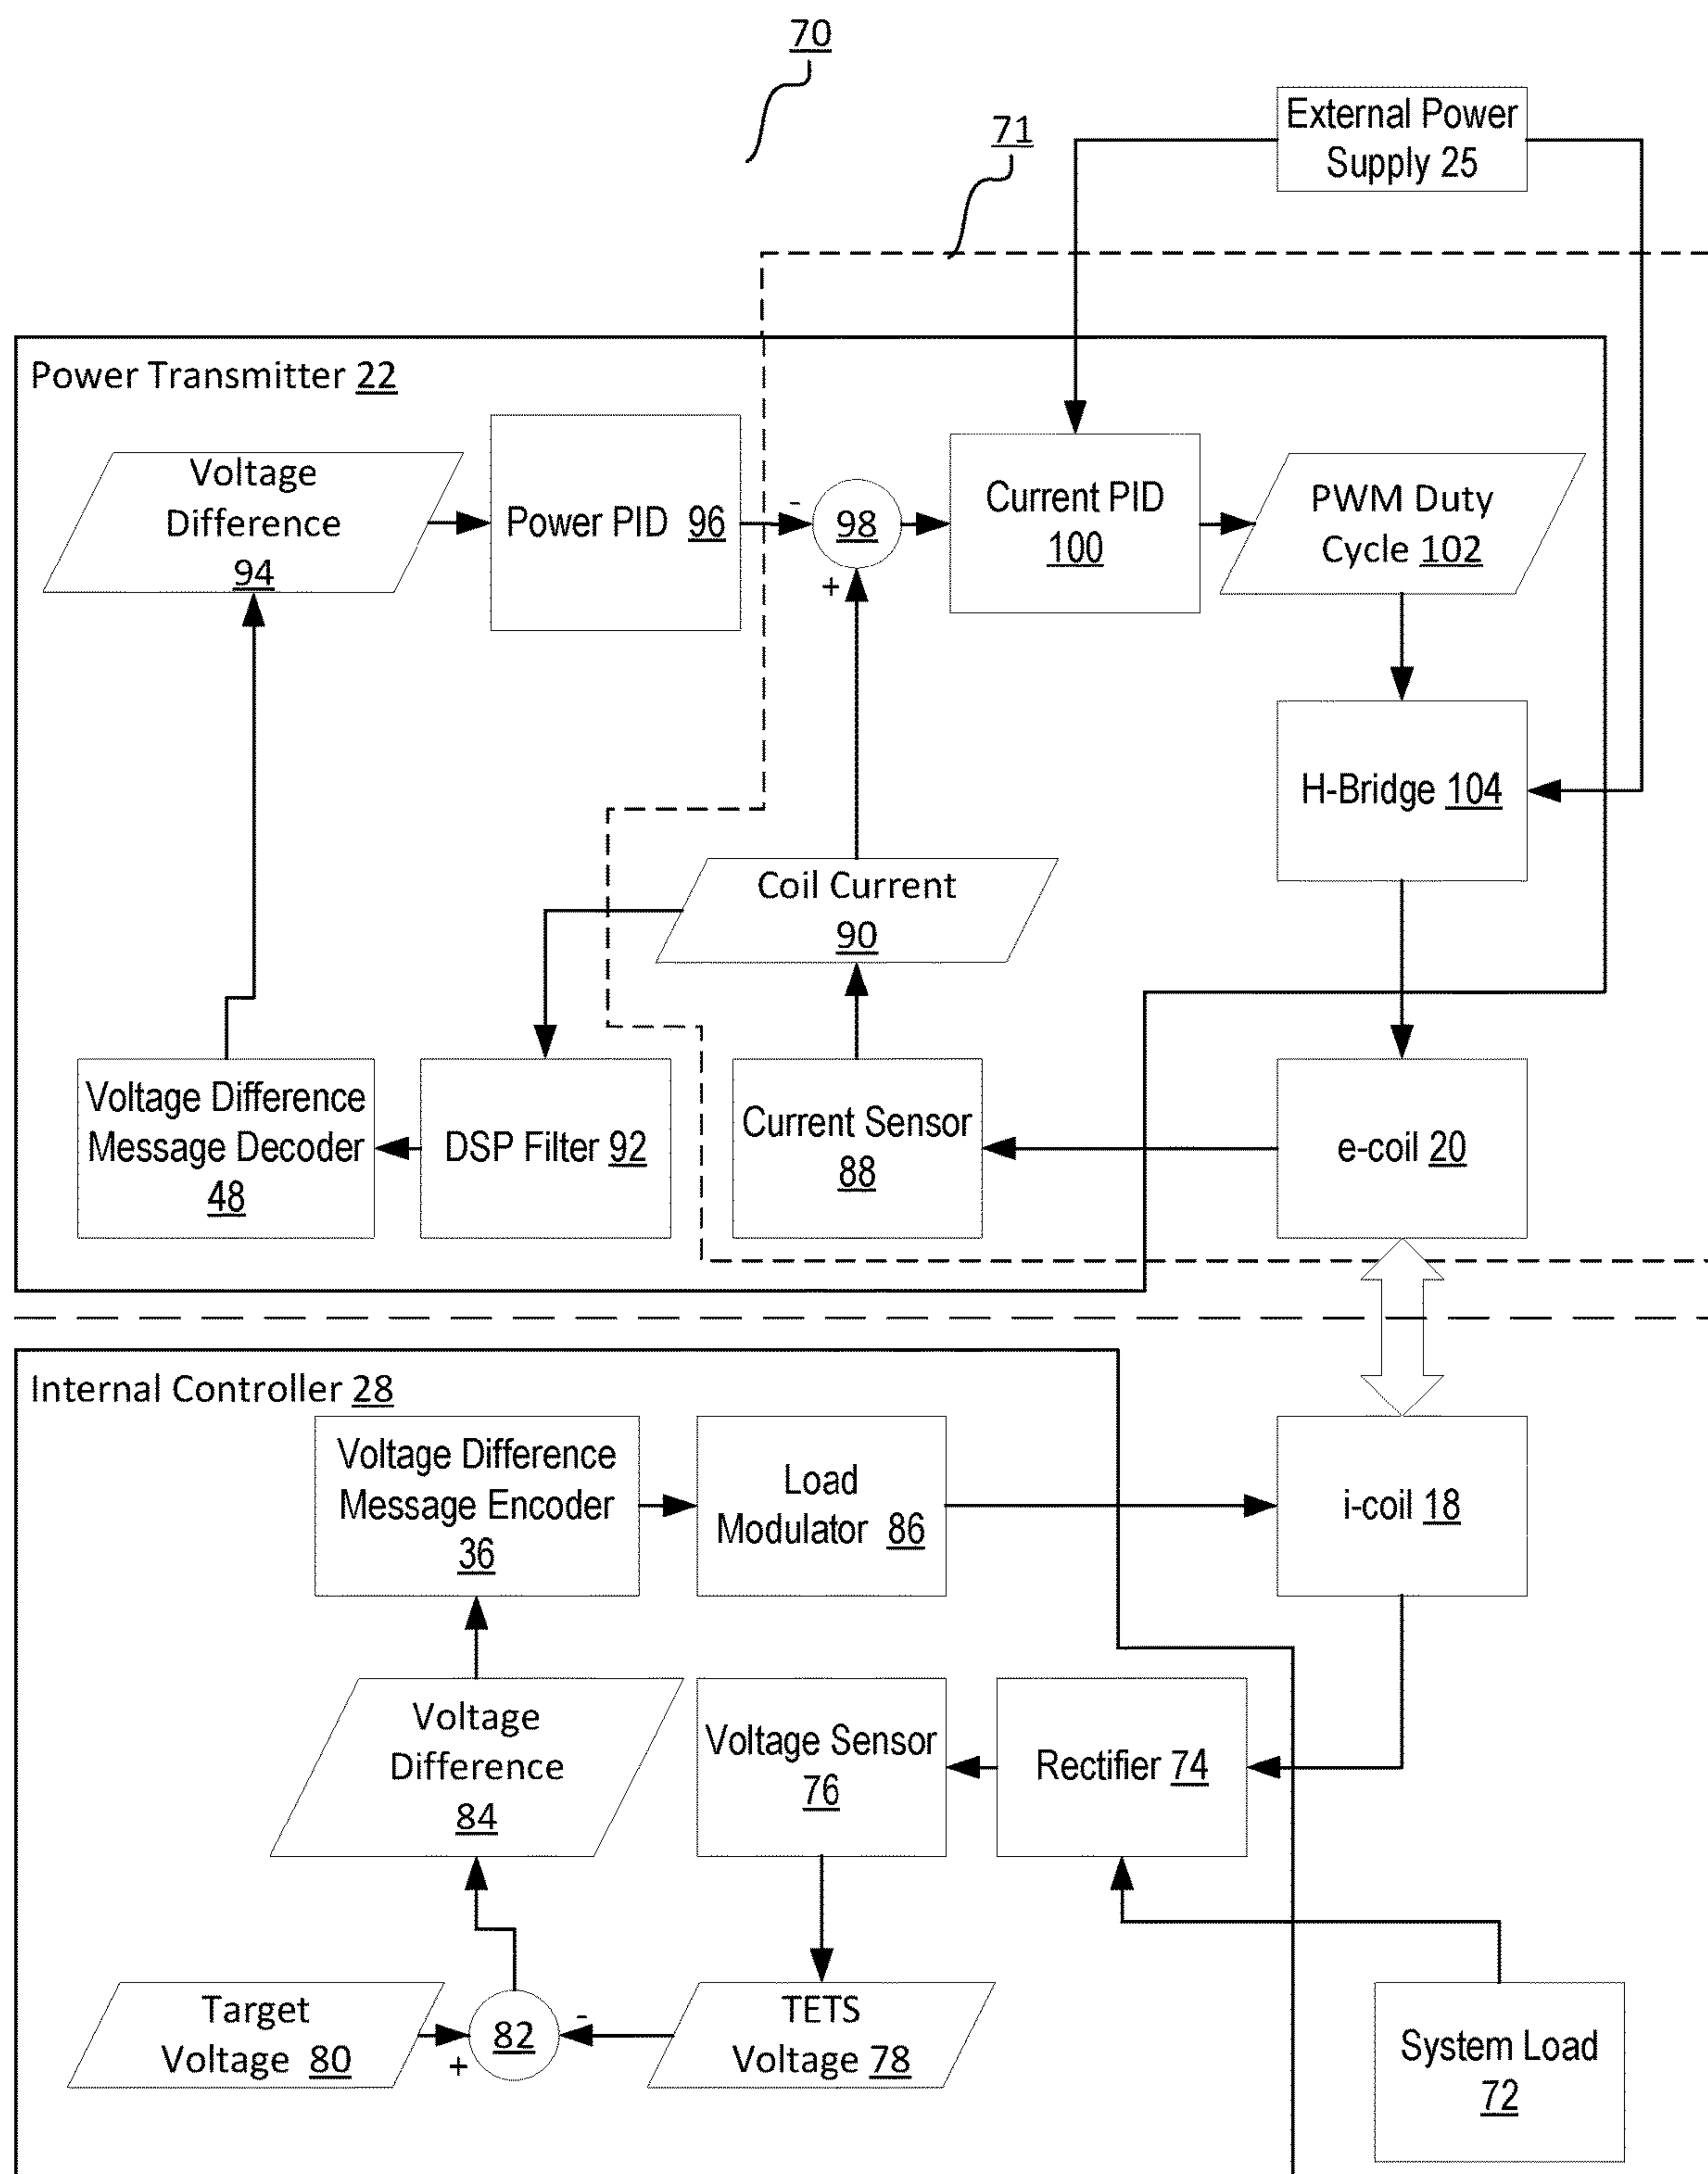 70
71
External Power
Supply 25
Power Transmitter 22
Voltage
Difference
94
Power PID 96
-
98
+
Current PID
100
PWM Duty
Cycle 102
H-Bridge 104
Coil Current
90
Voltage Difference
Message Decoder
48
DSP Filter 92
Current Sensor
88
e-coil 20
Internal Controller 28
Voltage Difference
Message Encoder
36
Load
Modulator 86
i-coil 18
Voltage
Difference
84
Voltage Sensor
76
Rectifier 74
Target
Voltage 80
+
82
-
TETS
Voltage 78
System Load
72